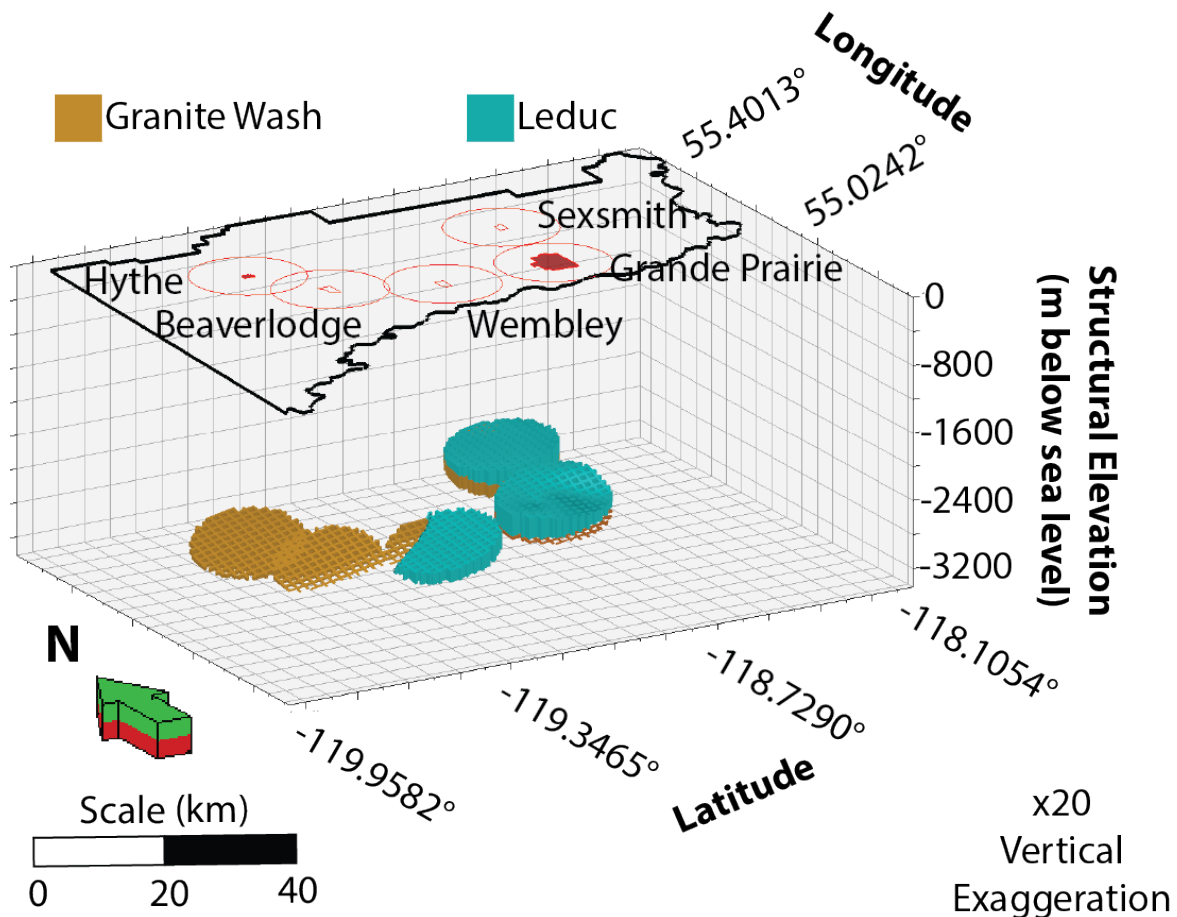 Longitude
55.4013°
55.0242°
Granite Wash
Leduc
Sexsmith
Hythe
Grande Prairie
Beaverlodge
Wembley
0
-800
-1600
-2400
-3200
Structural Elevation
(m below sea level)
-118.1054°
-118.7290°
-119.3465°
-119.9582°
Latitude
N
Scale (km)
0 20 40
x20
Vertical
Exaggeration